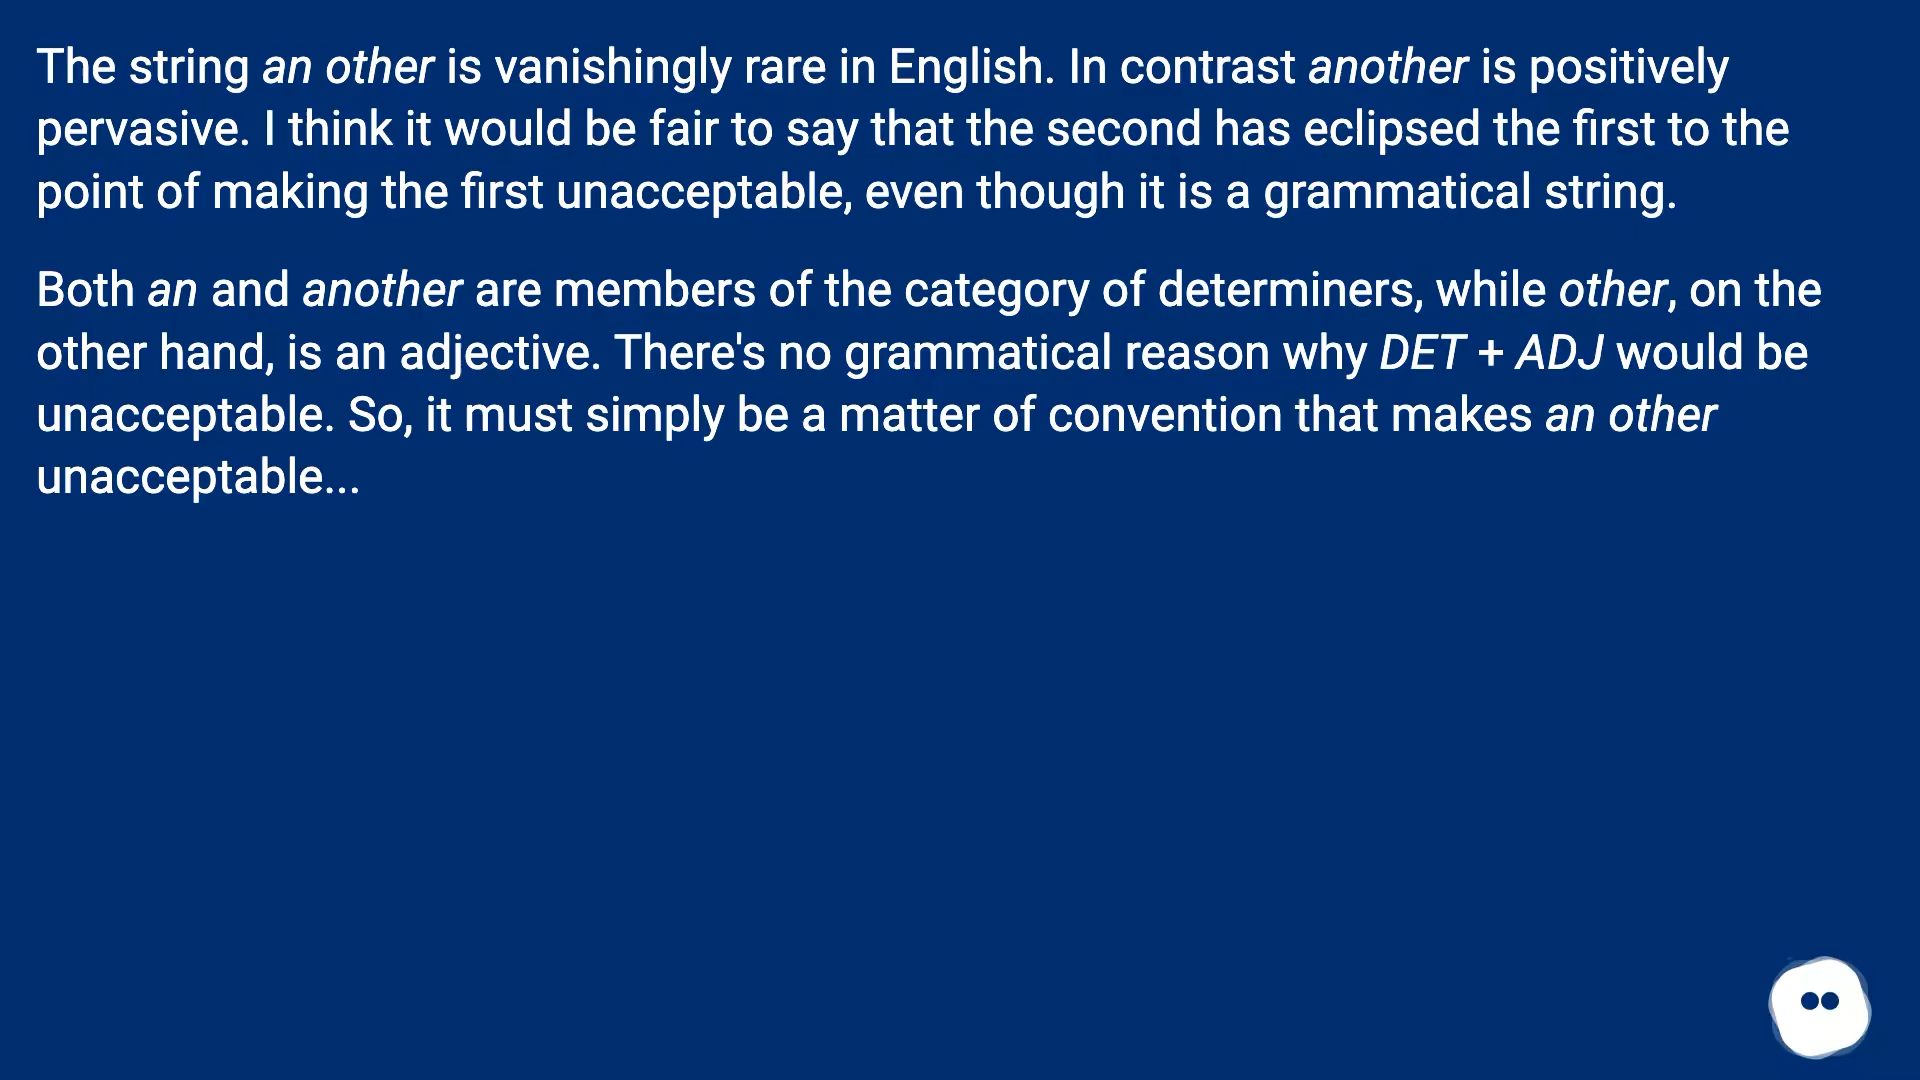 The string an other is vanishingly rare in English. In contrast another is positively
pervasive. I think it would be fair to say that the second has eclipsed the first to the
point of making the first unacceptable, even though it is a grammatical string.
Both an and another are members of the category of determiners, while other, on the
other hand, is an adjective. There's no grammatical reason why DET + ADJ would be
unacceptable. So, it must simply be a matter of convention that makes an other
unacceptable...